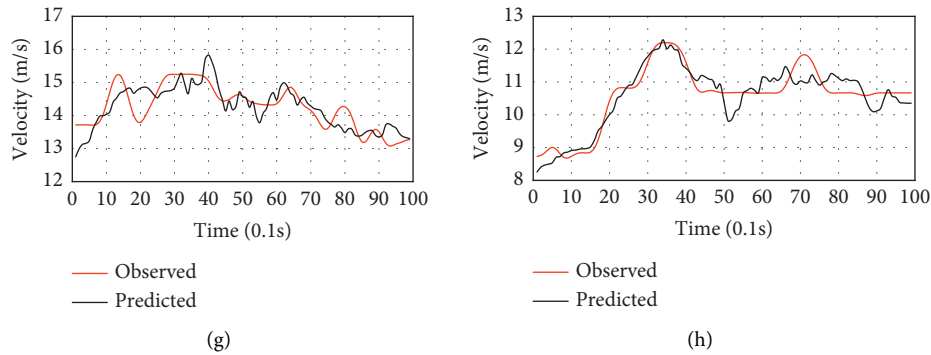 17
16
15
14
13
12
Velocity (m/s)
0 10 20 30 40 50 60 70 80 90 100
Time (0.1s)
Observed
Predicted
(g)
13
12
11
10
9
8
Velocity (m/s)
0 10 20 30 40 50 60 70 80 90 100
Time (0.1s)
Observed
Predicted
(h)